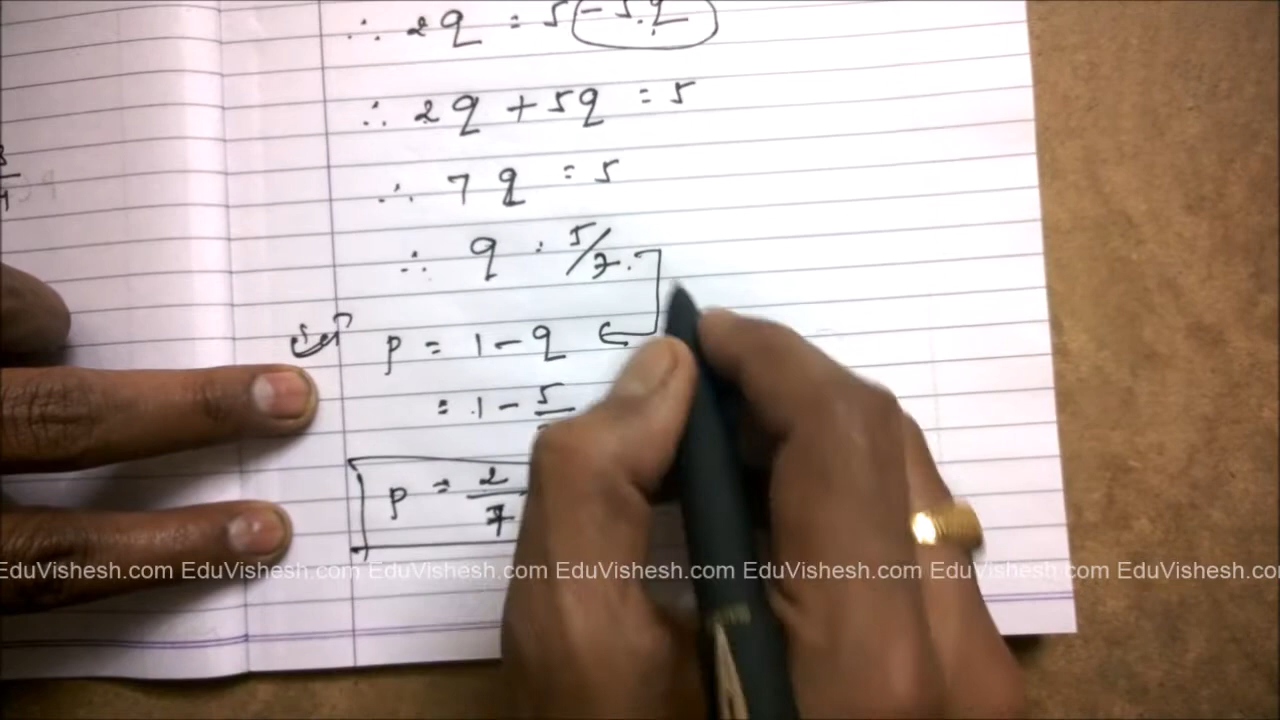 ∴ 2q = 5 - 5q
∴ 2q + 5q = 5
∴ 7q = 5
∴ q = 5/7.
p = 1 - q
= 1 - 5
p = 2/7
EduVishesh.com EduVishesh.com EduVishesh.com EduVishesh.com EduVishesh.com EduVishesh.com EduVishesh.com